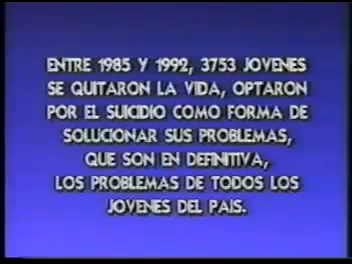 ENTRE 1985 Y 1992, 3753 JOVENES
SE QUITARON LA VIDA, OPTARON
POR EL SUICIDIO COMO FORMA DE
SOLUCIONAR SUS PROBLEMAS,
QUE SON EN DEFINITIVA,
LOS PROBLEMAS DE TODOS LOS
JOVENES DEL PAIS.